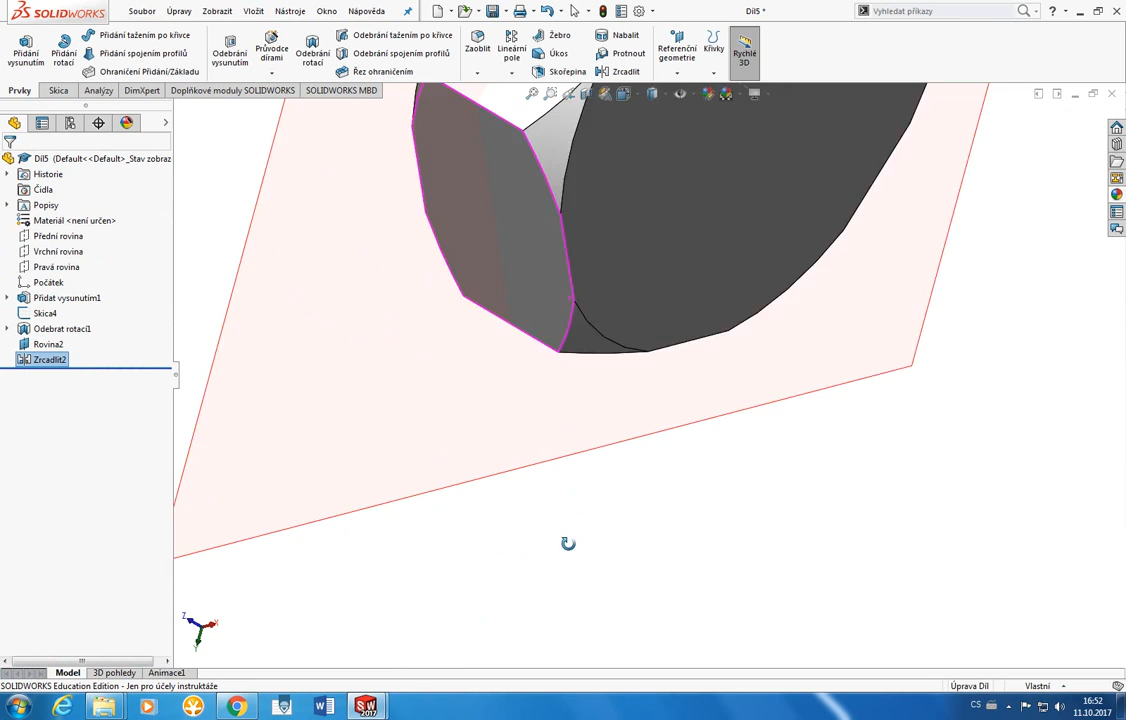 SOLIDWORKS
Soubor
Úpravy
Zobrazit
Vložit
Nástroje
Okno
Nápověda
Díl5 *
Vyhledat příkazy
Přidání vysunutím
Přidání rotací
Přidání tažením po křivce
Přidání spojením profilů
Ohraničení Přidání/Základu
Odebrání vysunutím
Průvodce dírami
Odebrání rotací
Odebrání tažením po křivce
Odebrání spojením profilů
Řez ohraničením
Zaoblit
Lineární pole
Žebro
Úkos
Skořepina
Nabalit
Protnout
Zrcadlit
Referenční geometrie
Křivky
Rychlé 3D
Prvky
Skica
Analýzy
DimXpert
Doplňkové moduly SOLIDWORKS
SOLIDWORKS MBD
Díl5 (Default<<Default>_Stav zobraz
Historie
Čidla
Popisy
Materiál <není určen>
Přední rovina
Vrchní rovina
Pravá rovina
Počátek
Přidat vysunutím1
Skica4
Odebrat rotací1
Rovina2
Zrcadlit2
Z
X
Y
Model
3D pohledy
Animace1
SOLIDWORKS Education Edition - Jen pro účely instruktáže
Úprava Díl
Vlastní
W
SW
2017
CS
16:52
11.10.2017